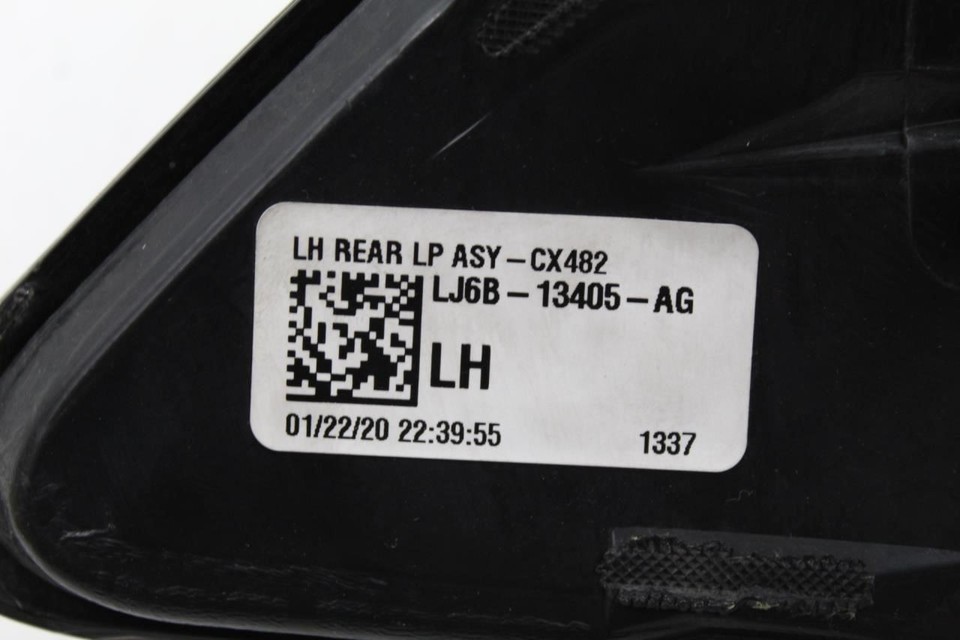 LH REAR LP ASY-CX482
LJ6B-13405-AG
LH
01/22/20 22:39:55 1337